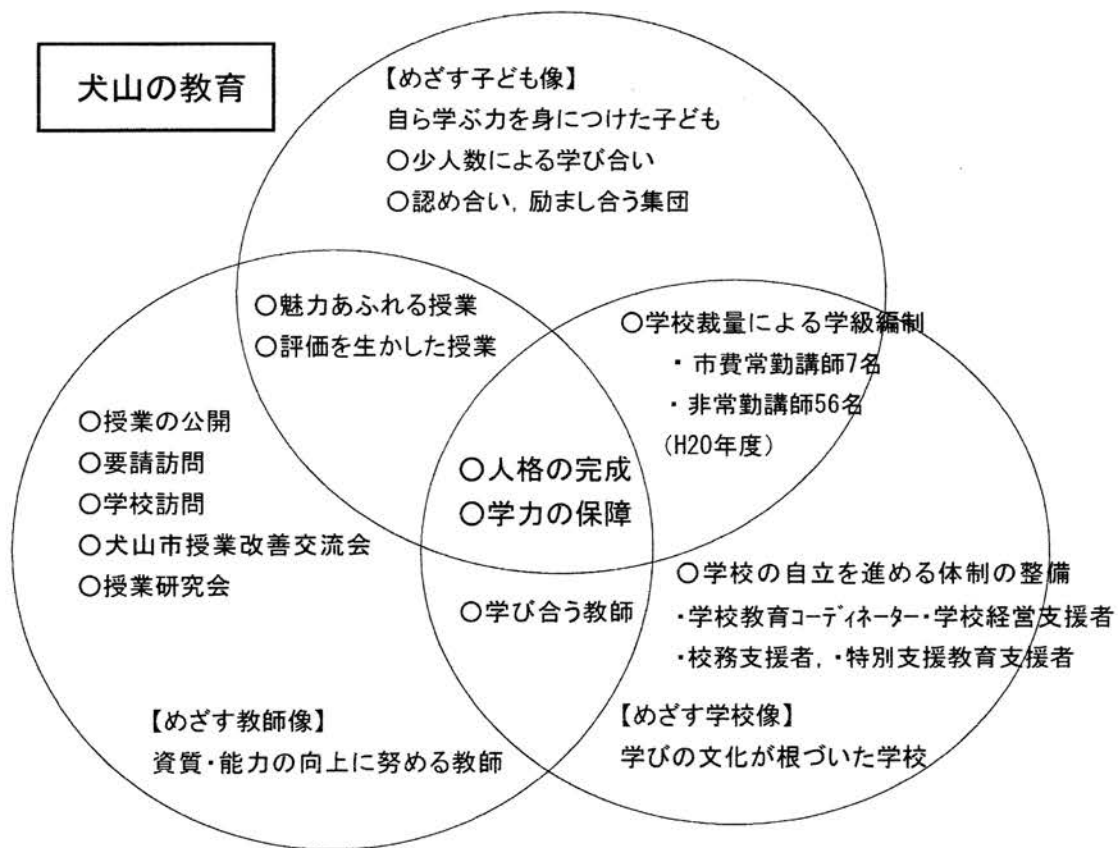 犬山の教育
【めざす子ども像】
自ら学ぶ力を身につけた子ども
○少人数による学び合い
○認め合い，励まし合う集団
○魅力あふれる授業
○評価を生かした授業
○学校裁量による学級編制
・市費常勤講師7名
・非常勤講師56名
（H20年度）
○授業の公開
○要請訪問
○学校訪問
○犬山市授業改善交流会
○授業研究会
○人格の完成
○学力の保障
○学び合う教師
○学校の自立を進める体制の整備
・学校教育ｺｰﾃﾞｨﾈｰﾀｰ・学校経営支援者
・校務支援者，・特別支援教育支援者
【めざす教師像】
資質・能力の向上に努める教師
【めざす学校像】
学びの文化が根づいた学校